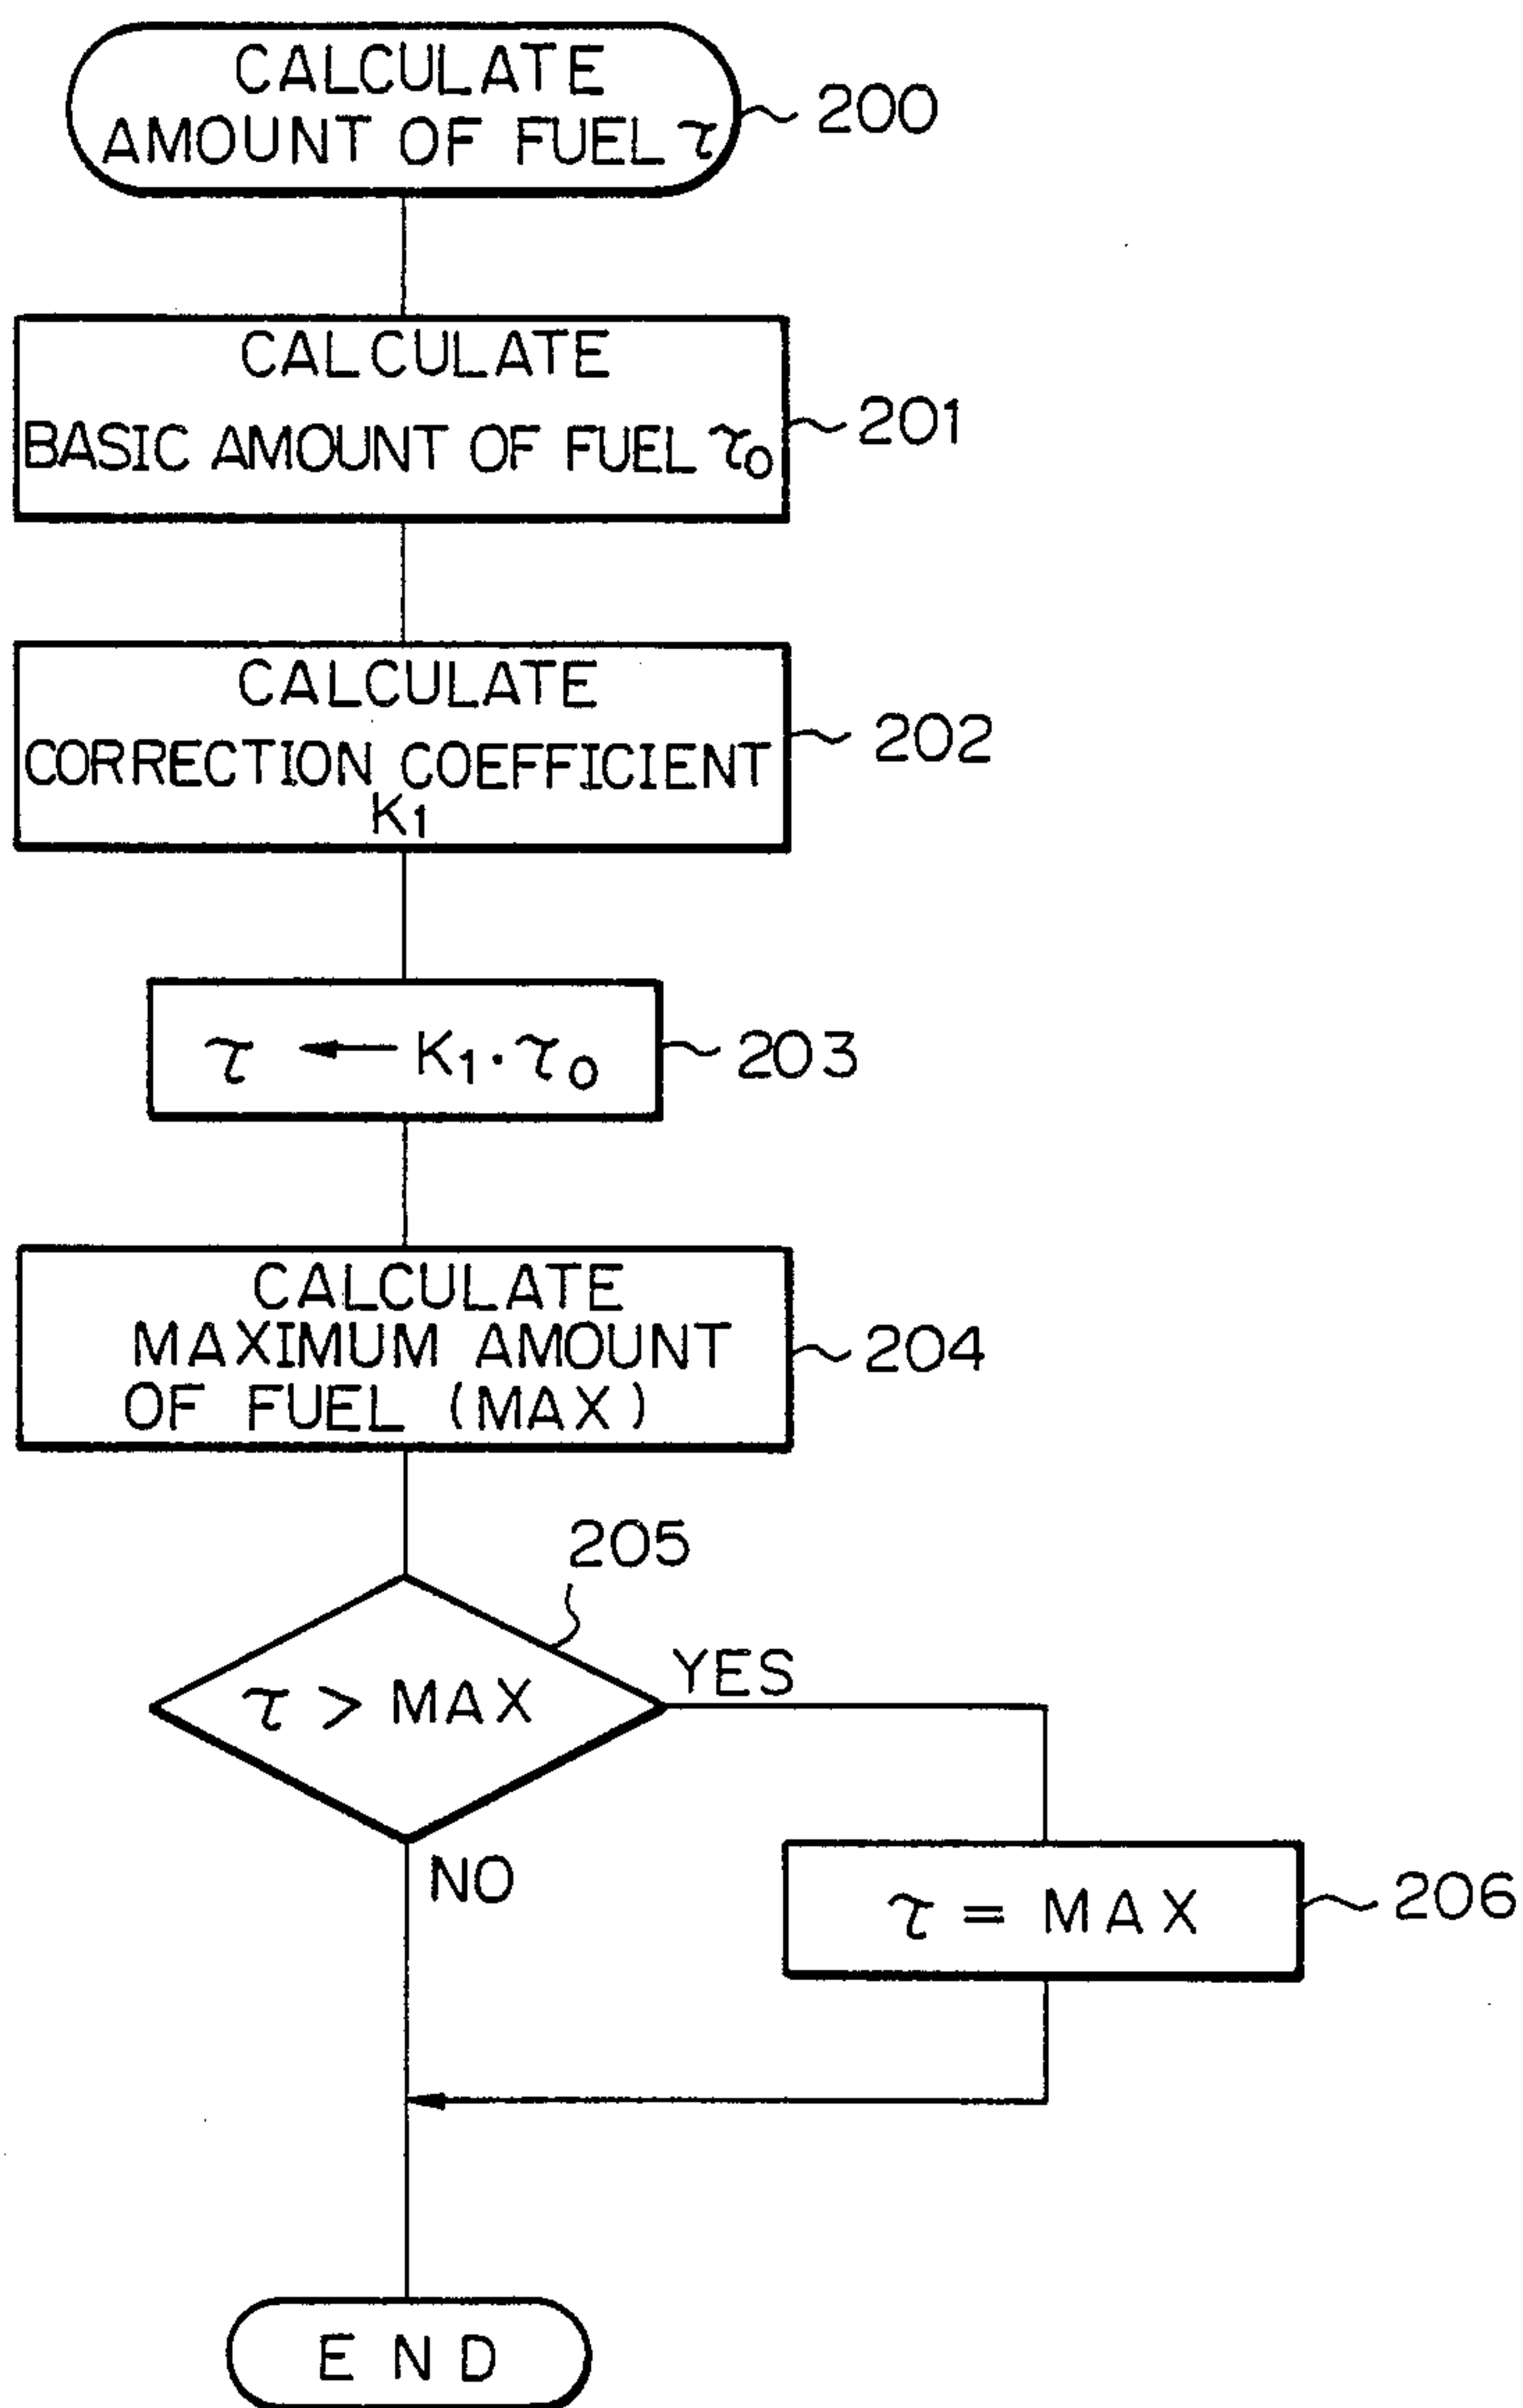 CALCULATE
AMOUNT OF FUEL τ
200
CALCULATE
BASIC AMOUNT OF FUEL τ₀
201
CALCULATE
CORRECTION COEFFICIENT
K₁
202
τ ← K₁·τ₀
203
CALCULATE
MAXIMUM AMOUNT
OF FUEL (MAX)
204
205
τ > MAX
YES
NO
τ = MAX
206
END